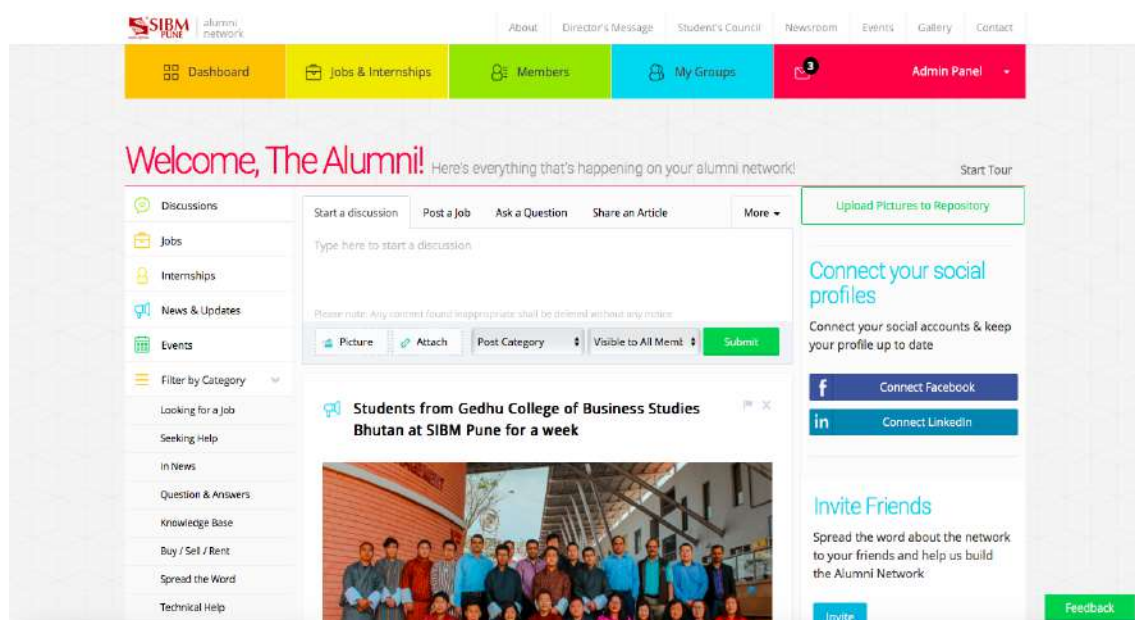 SIBM PUNE alumni network
About Director's Message Student's Council Newsroom Events Gallery Contact
Dashboard Jobs & Internships Members My Groups 3 Admin Panel
Welcome, The Alumni! Here's everything that's happening on your alumni network!
Start Tour
Discussions
Jobs
Internships
News & Updates
Events
Filter by Category
Looking for a Job
Seeking Help
In News
Question & Answers
Knowledge Base
Buy / Sell / Rent
Spread the Word
Technical Help
Start a discussion Post a Job Ask a Question Share an Article More
Type here to start a discussion
Please note: Any content found inappropriate shall be deleted without any notice
Picture Attach Post Category Visible to All Memb Submit
Students from Gedhu College of Business Studies
Bhutan at SIBM Pune for a week
Upload Pictures to Repository
Connect your social
profiles
Connect your social accounts & keep
your profile up to date
f Connect Facebook
in Connect LinkedIn
Invite Friends
Spread the word about the network
to your friends and help us build
the Alumni Network
Invite
Feedback